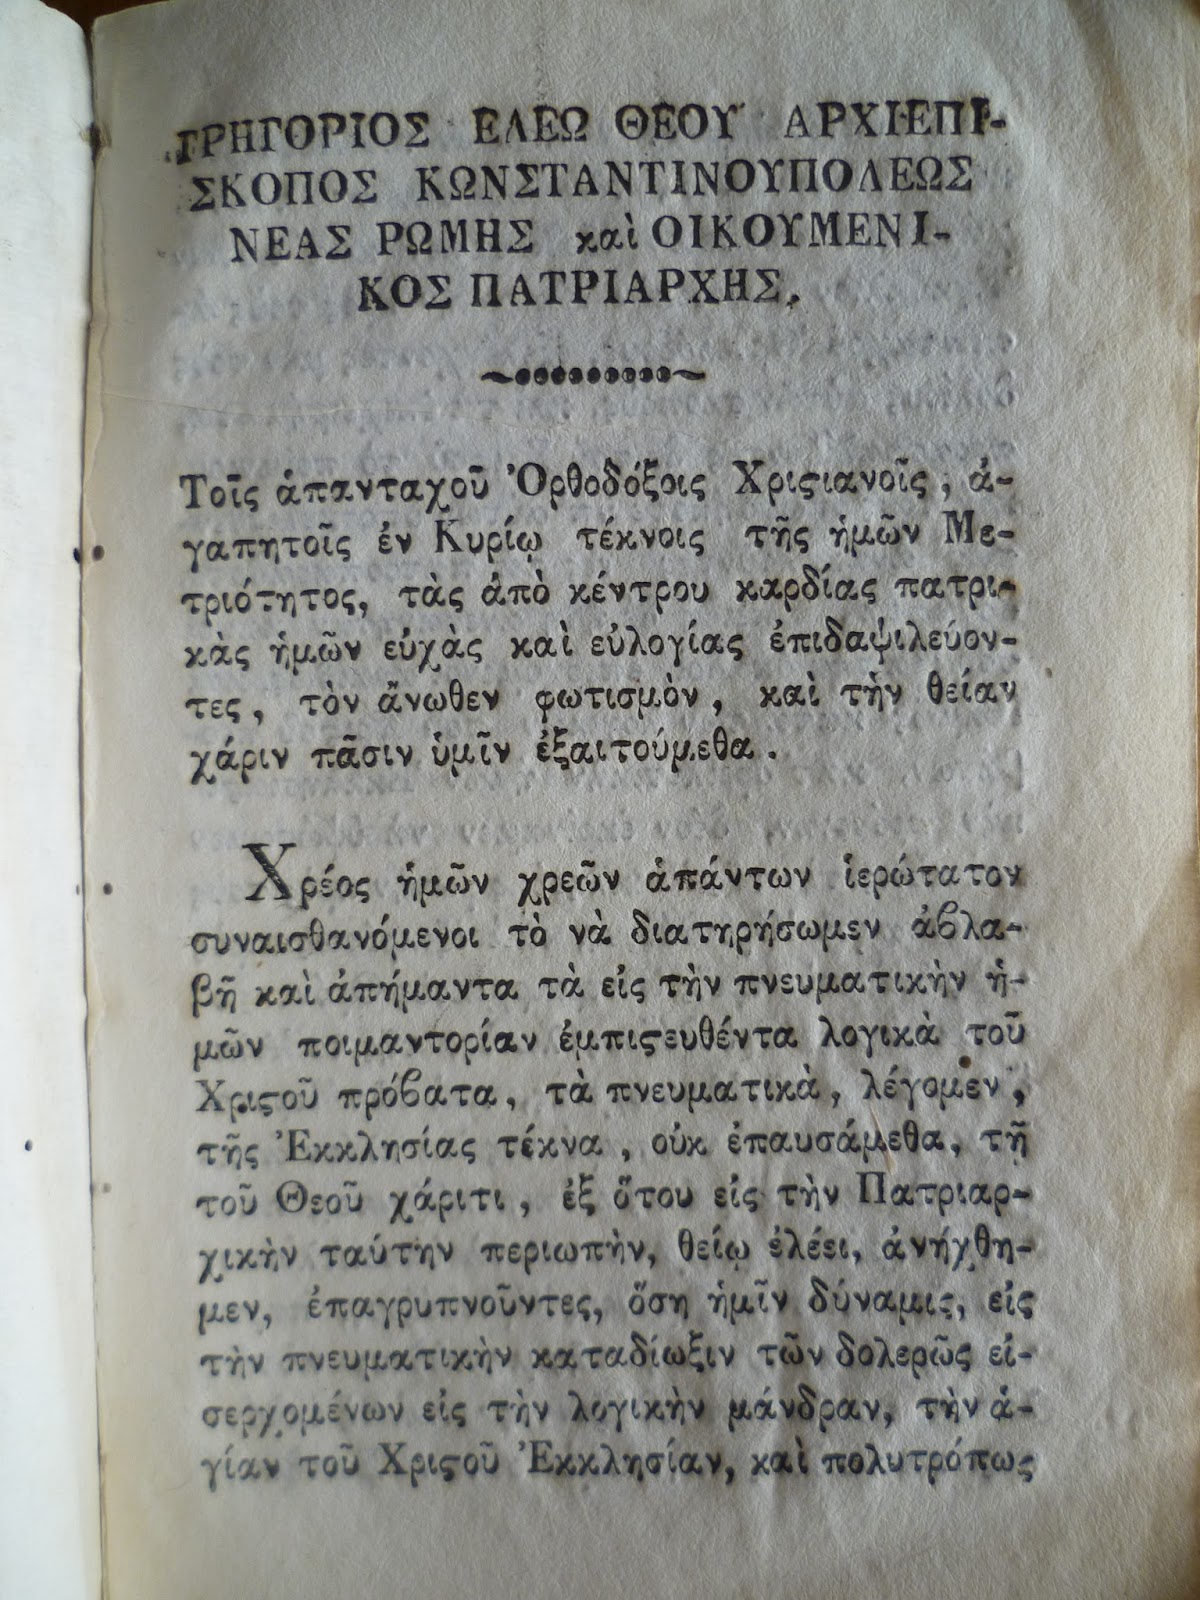 ΓΡΗΓΟΡΙΟΣ ΕΛΕΩ ΘΕΟΥ ΑΡΧΙΕΠΙ-
ΣΚΟΠΟΣ ΚΩΝΣΤΑΝΤΙΝΟΥΠΟΛΕΩΣ
ΝΕΑΣ ΡΩΜΗΣ καὶ ΟΙΚΟΥΜΕΝΙ-
ΚΟΣ ΠΑΤΡΙΑΡΧΗΣ,
Τοῖς ἁπανταχοῦ Ὀρθοδόξοις Χριϛιανοῖς, ἀ-
γαπητοῖς ἐν Κυρίῳ τέκνοις τῆς ἡμῶν Με-
τριότητος, τὰς ἀπὸ κέντρου καρδίας πατρι-
κὰς ἡμῶν εὐχὰς καὶ εὐλογίας ἐπιδαψιλεύον-
τες, τὸν ἄνωθεν φωτισμὸν, καὶ τὴν θείαν
χάριν πᾶσιν ὑμῖν ἐξαιτούμεθα.
Χρέος ἡμῶν χρεῶν ἁπάντων ἱερώτατον
συναισθανόμενοι τὸ νὰ διατηρήσωμεν ἀϐλα-
βῆ καὶ ἀπήμαντα τὰ εἰς τὴν πνευματικὴν ἡ-
μῶν ποιμαντορίαν ἐμπιϛευθέντα λογικὰ τοῦ
Χριϛοῦ πρόϐατα, τὰ πνευματικὰ, λέγομεν,
τῆς Ἐκκλησίας τέκνα, οὐκ ἐπαυσάμεθα, τῇ
τοῦ Θεοῦ χάριτι, ἐξ ὅτου εἰς τὴν Πατριαρ-
χικὴν ταύτην περιωπὴν, θείῳ ἐλέει, ἀνήχθη-
μεν, ἐπαγρυπνοῦντες, ὅση ἡμῖν δύναμις, εἰς
τὴν πνευματικὴν καταδίωξιν τῶν δολερῶς εἰ-
σερχομένων εἰς τὴν λογικὴν μάνδραν, τὴν ἁ-
γίαν τοῦ Χριϛοῦ Ἐκκλησίαν, καὶ πολυτρόπως